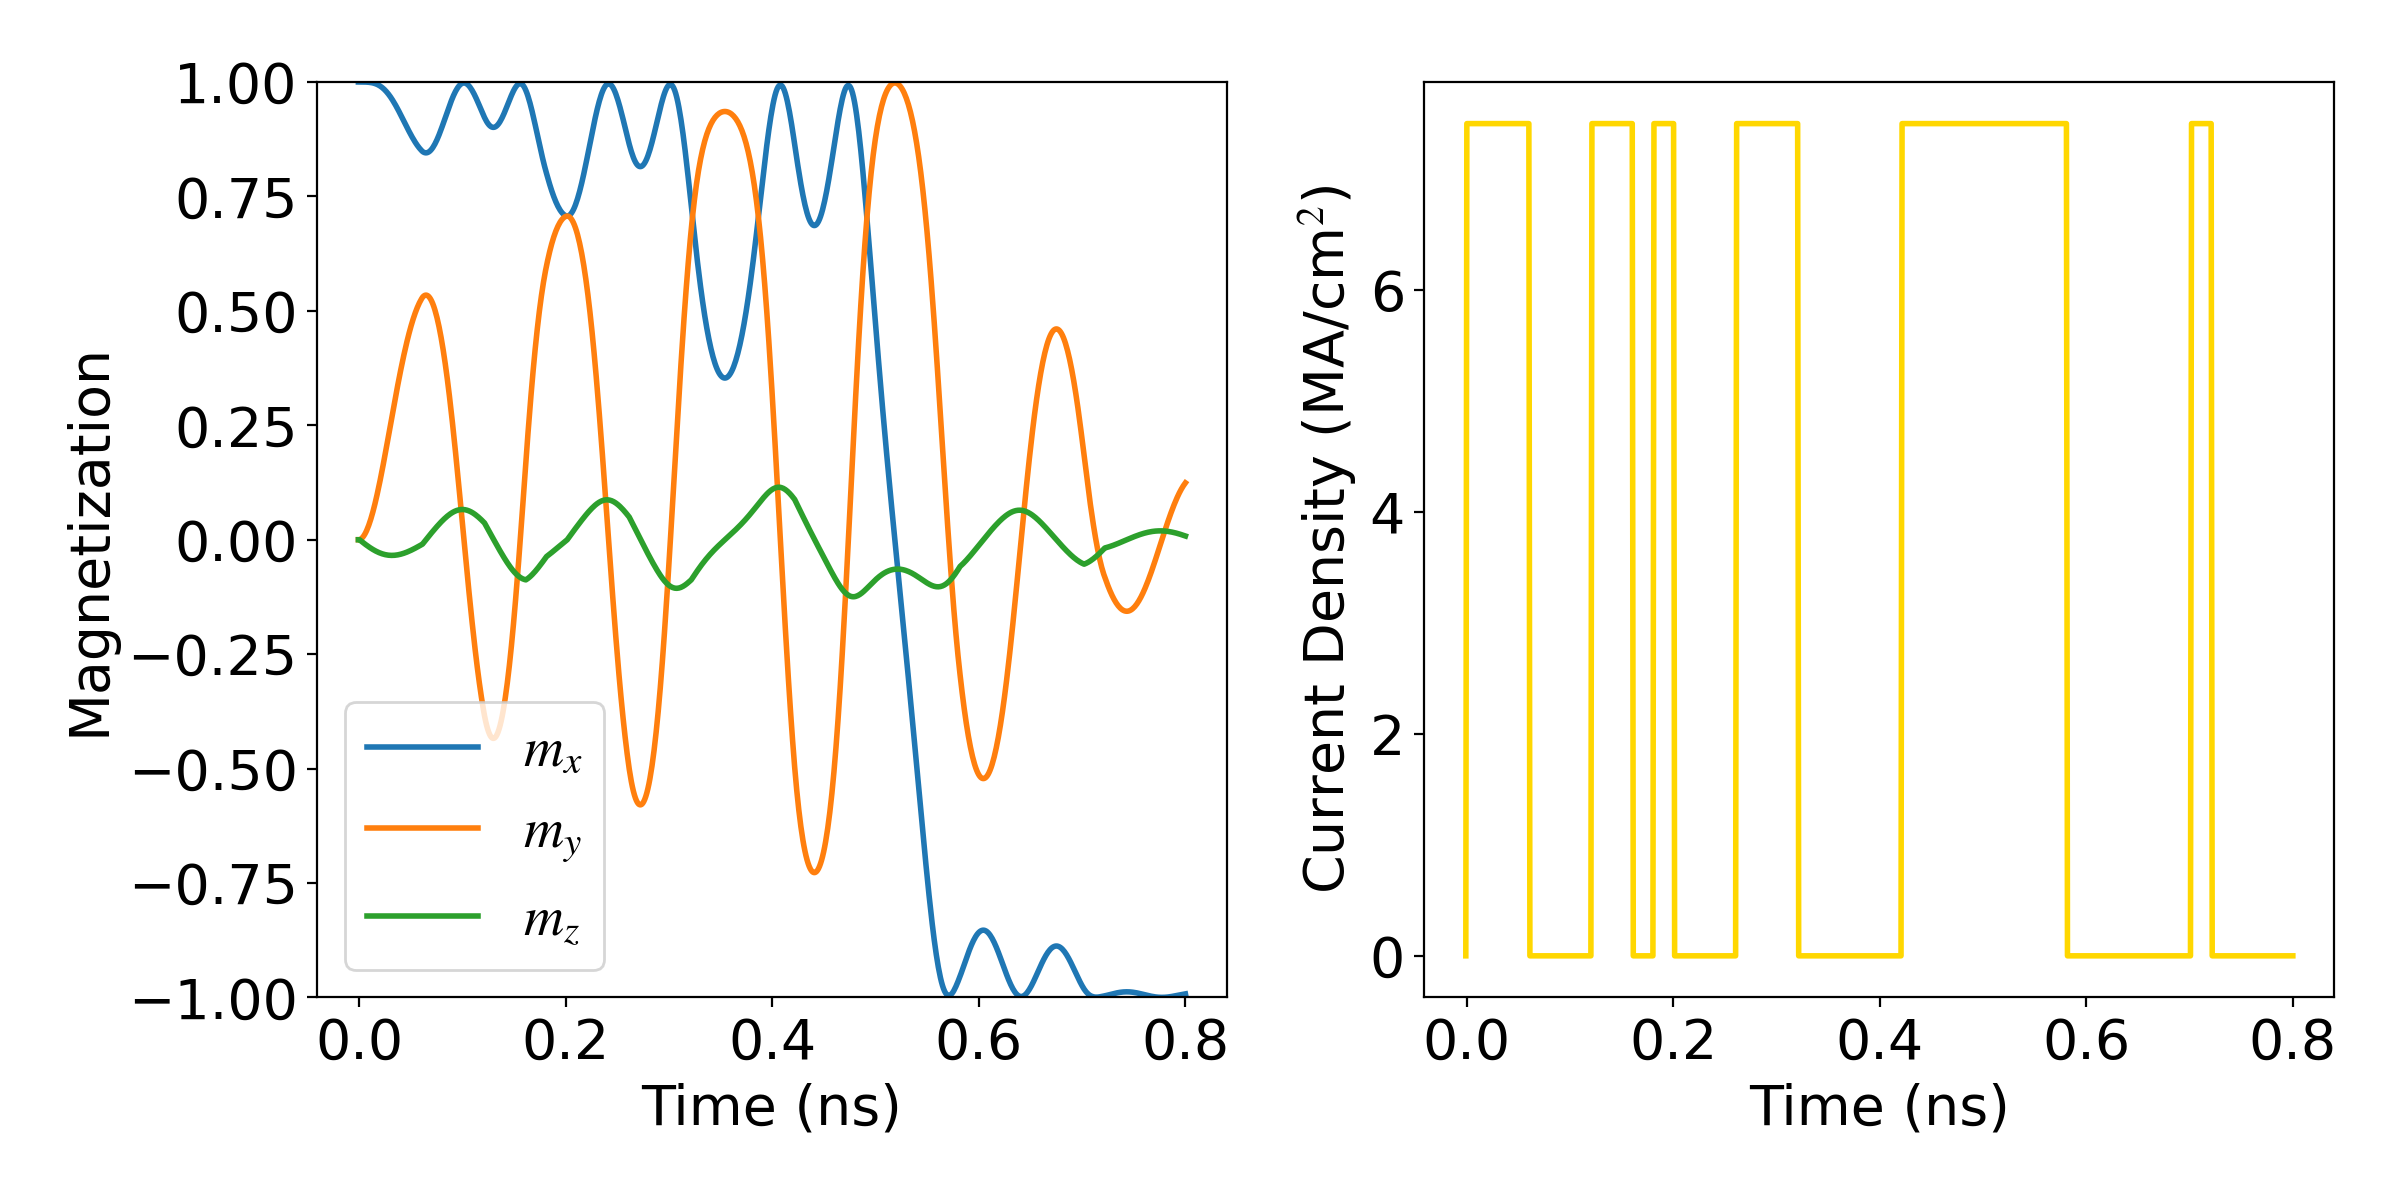 Magnetization
1.00
0.75
0.50
0.25
0.00
−0.25
−0.50
−0.75
−1.00
m_x
m_y
m_z
0.0 0.2 0.4 0.6 0.8
Time (ns)
Current Density (MA/cm²)
6
4
2
0
0.0 0.2 0.4 0.6 0.8
Time (ns)